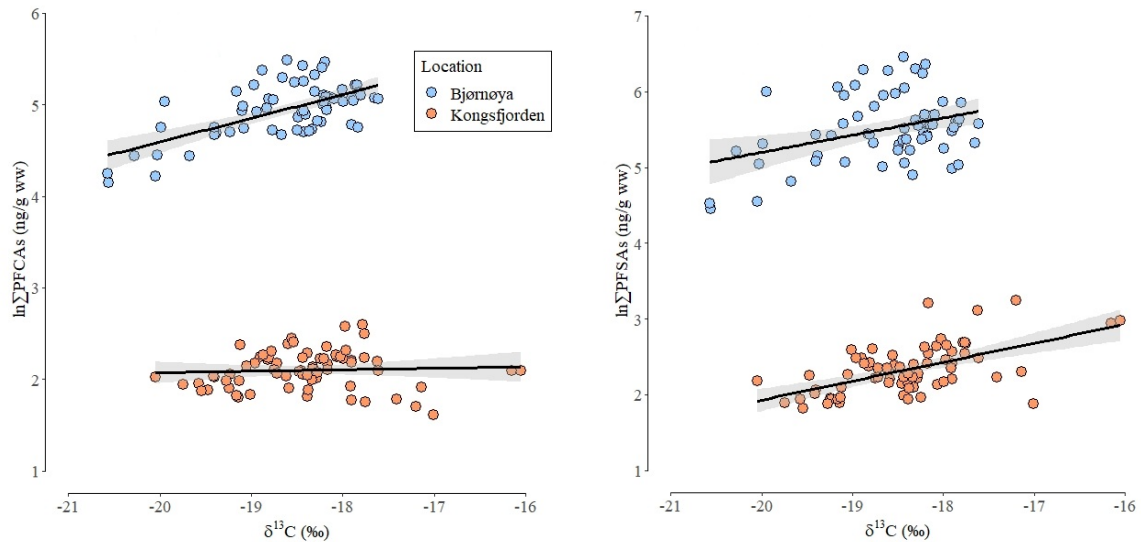 6
5
4
3
2
1
ln∑PFCAs (ng/g ww)
-21 -20 -19 -18 -17 -16
δ¹³C (‰)
Location
Bjørnøya
Kongsfjorden
7
6
5
4
3
2
1
ln∑PFSAs (ng/g ww)
-21 -20 -19 -18 -17 -16
δ¹³C (‰)